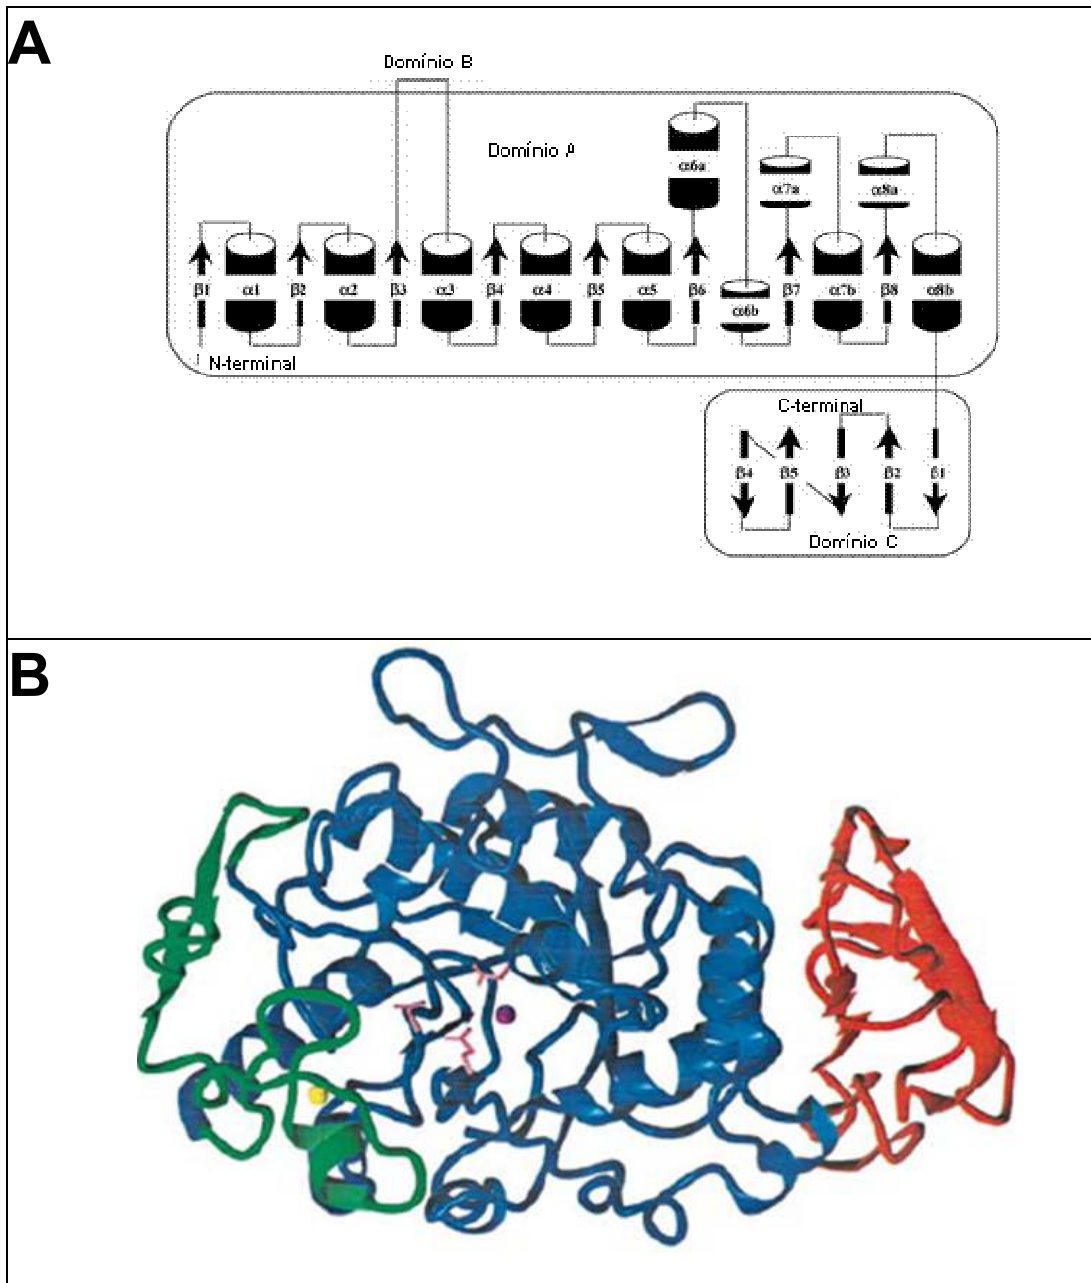 A
Domínio B
Domínio A
α6a
α7a
α8a
β1 α1 β2 α2 β3 α3 β4 α4 β5 α5 β6 α6b β7 α7b β8 α8b
N-terminal
C-terminal
β4 β5 β3 β2 β1
Domínio C
B